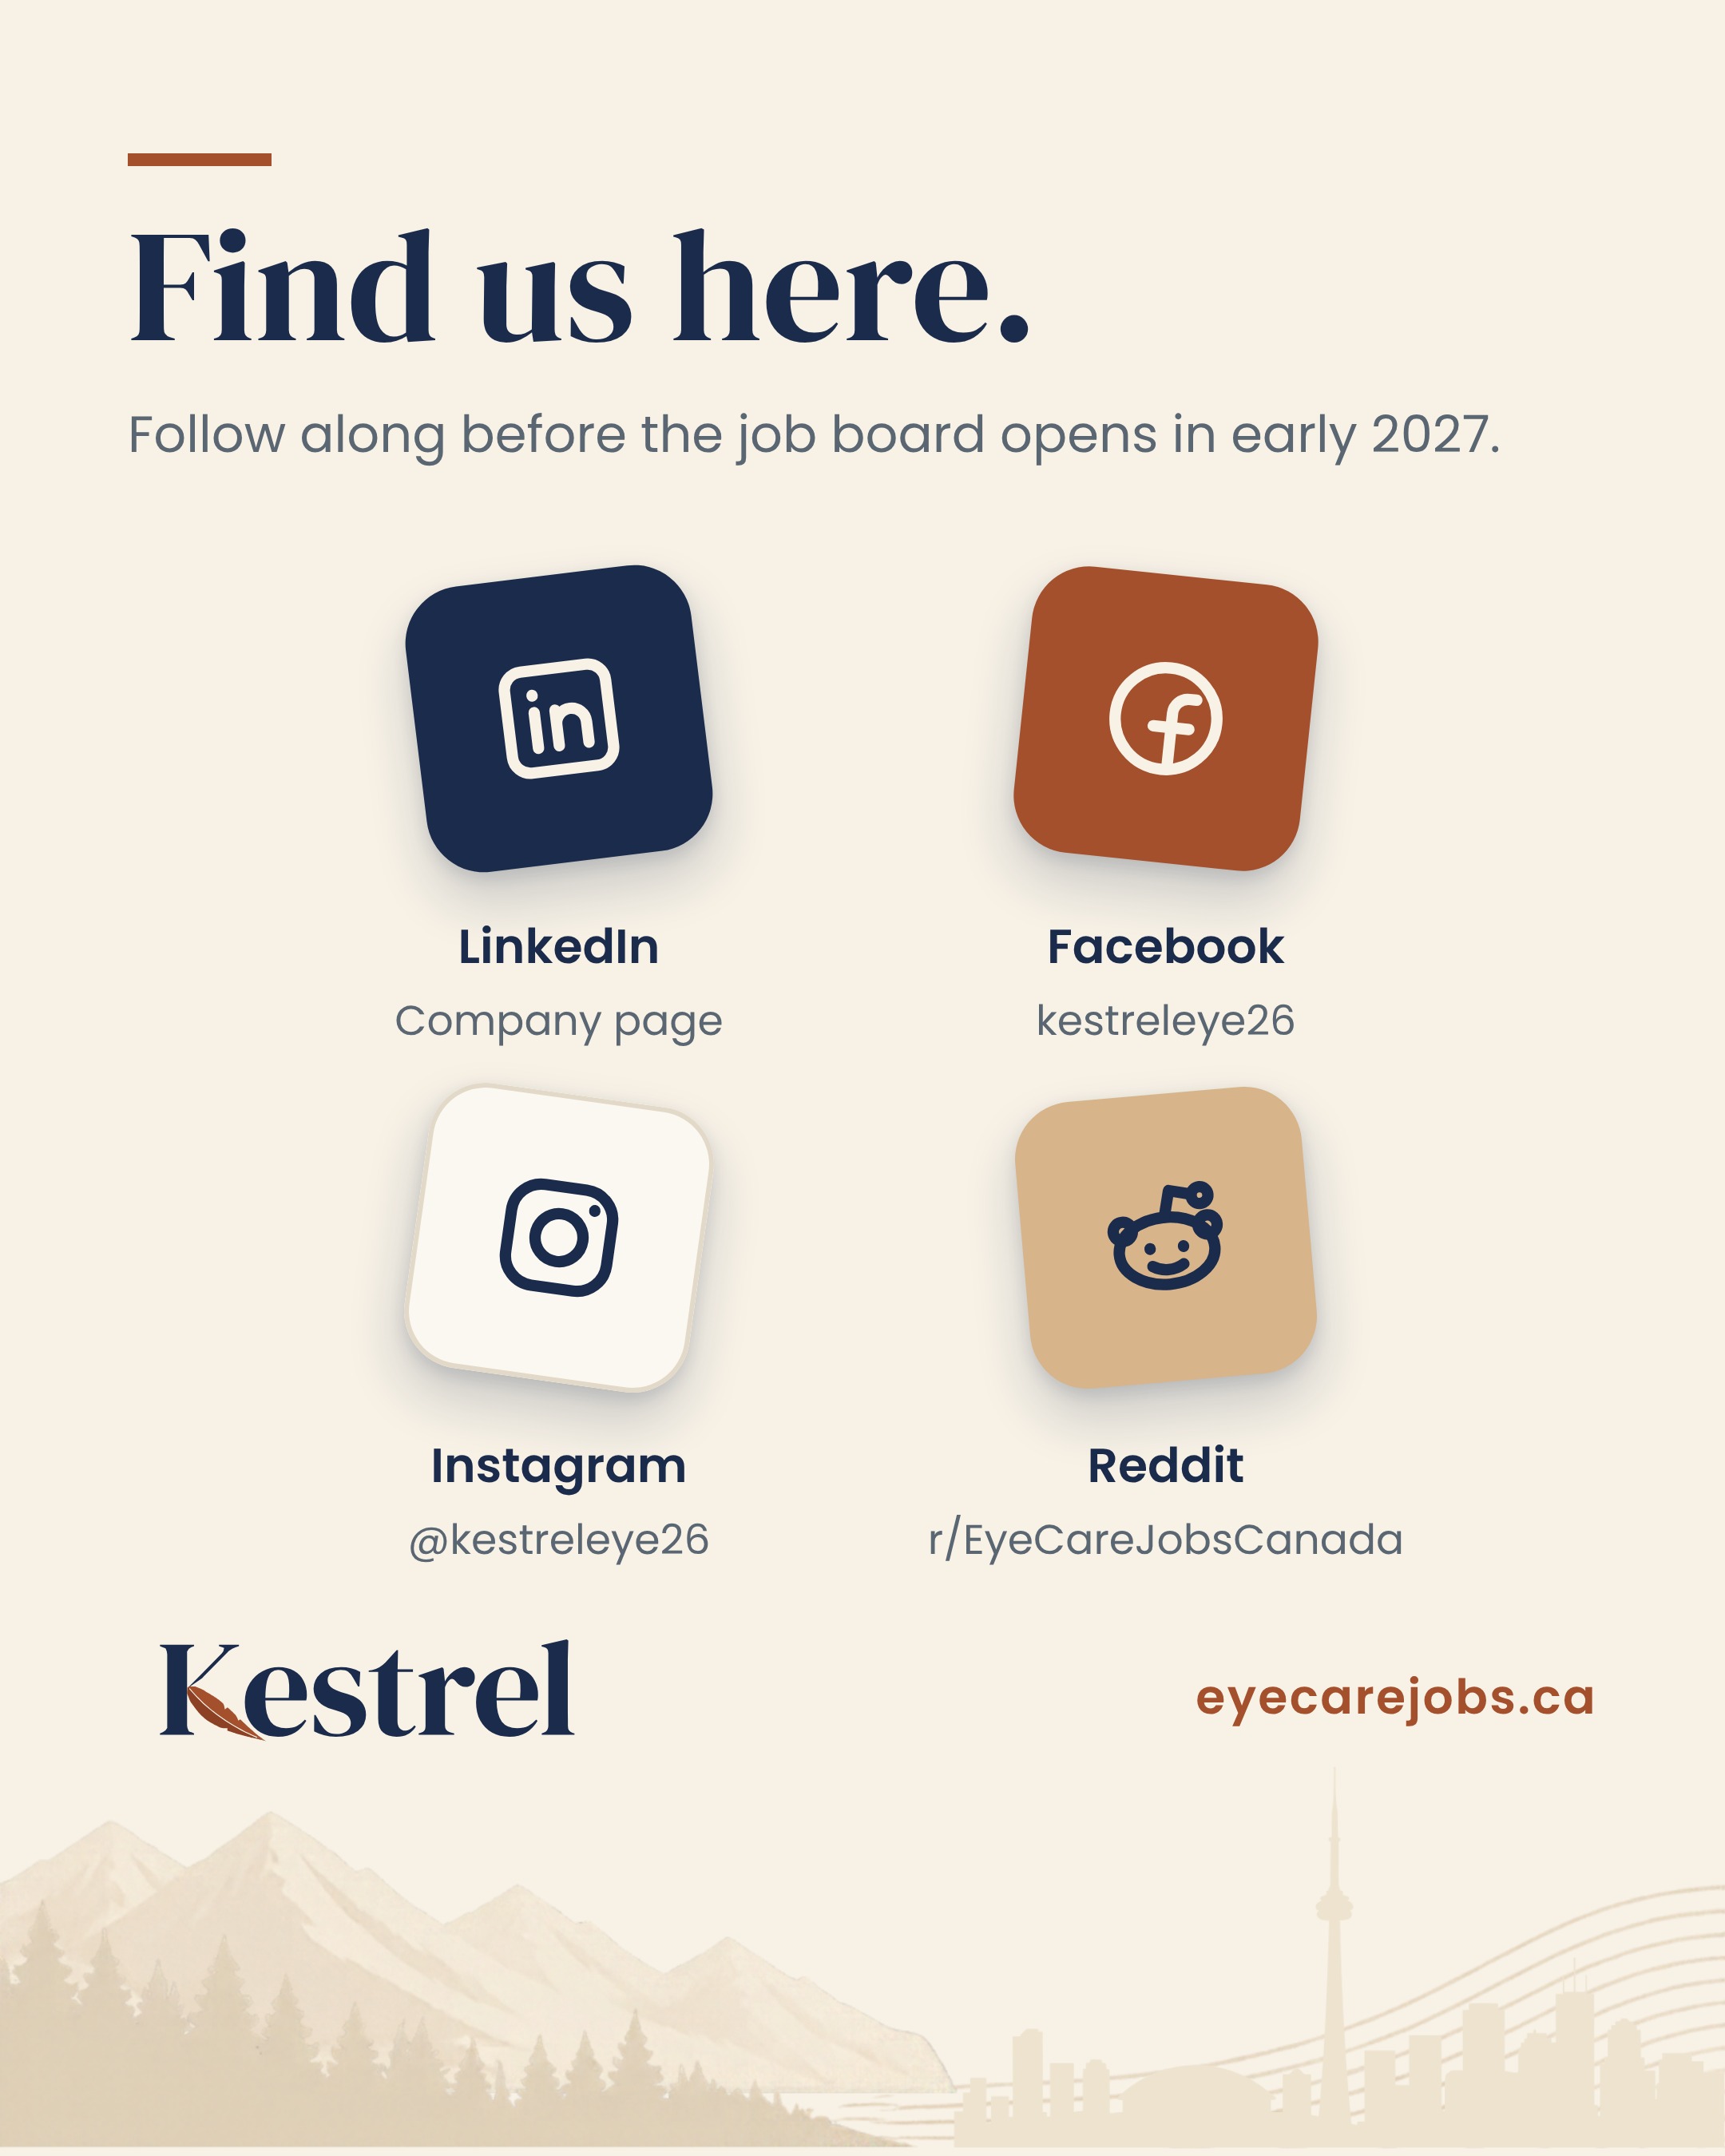 Find us here.
Follow along before the job board opens in early 2027.
in
f
LinkedIn
Facebook
Company page
kestreleye26
Instagram
Reddit
@kestreleye26
r/EyeCareJobsCanada
Kestrel
eyecarejobs.ca